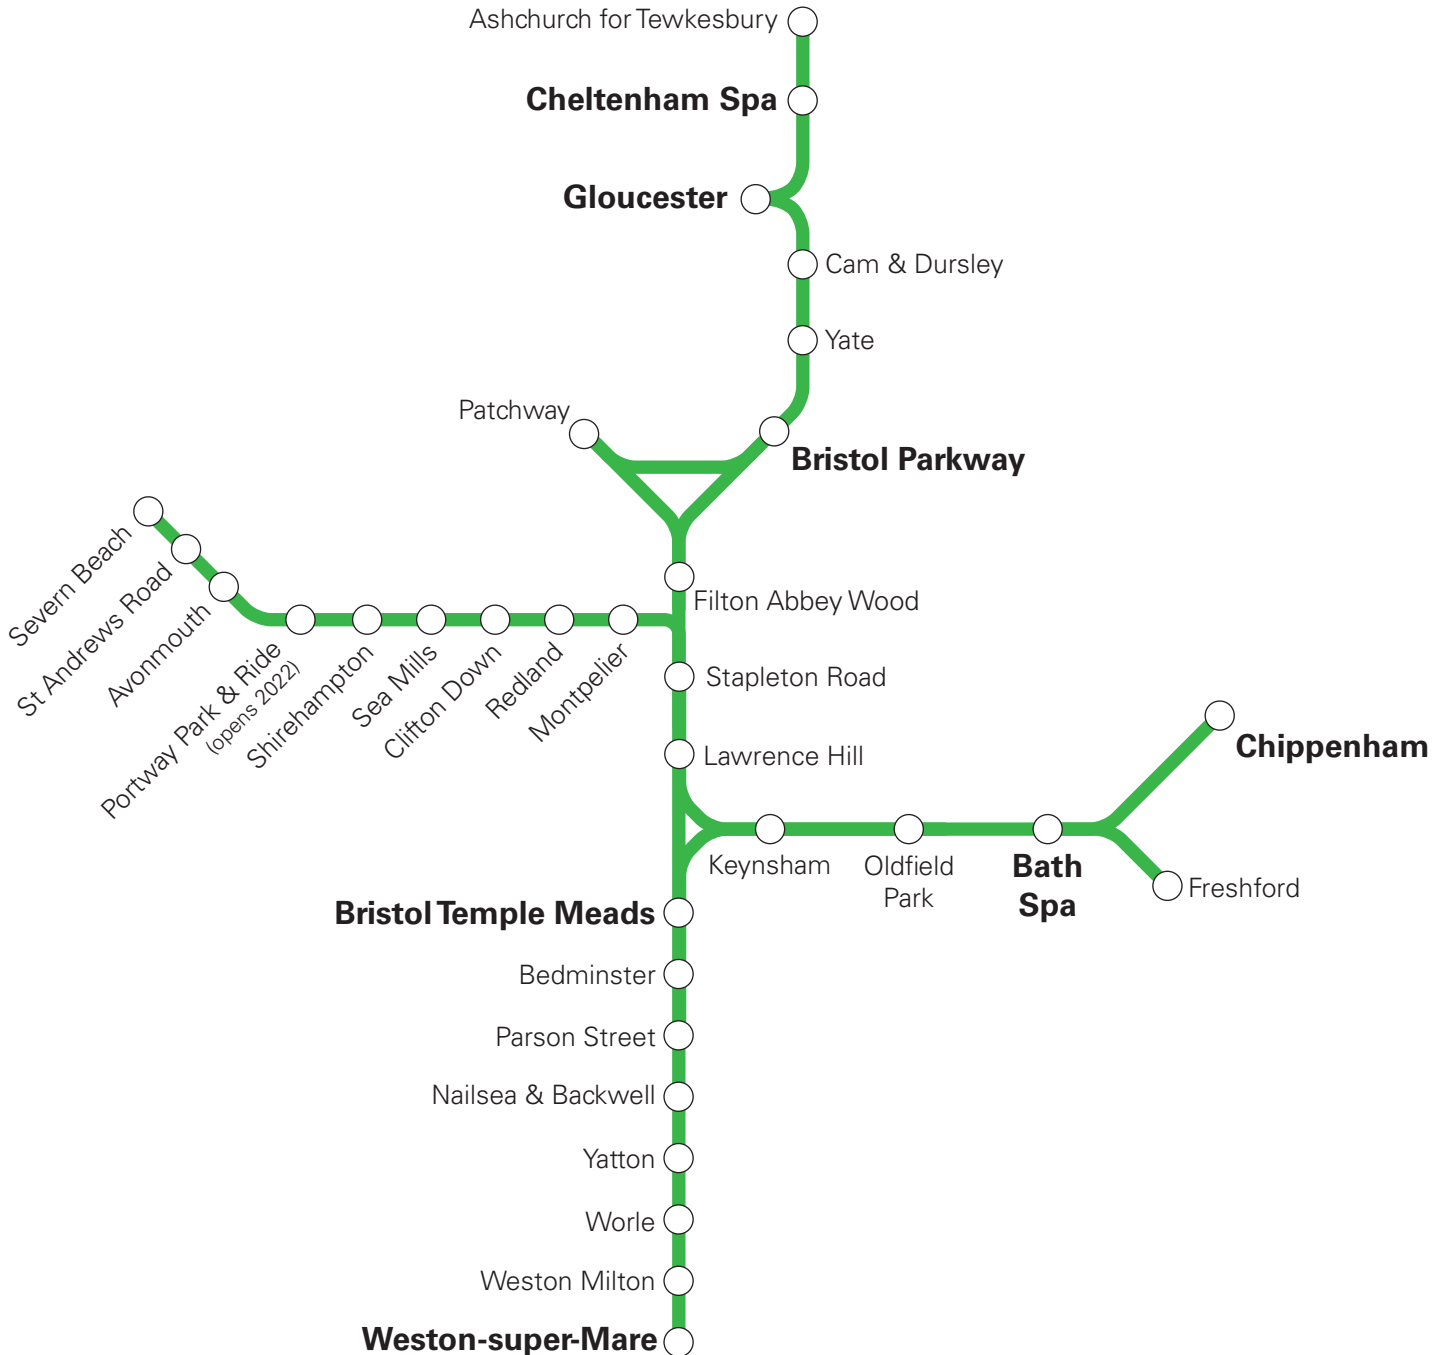 Ashchurch for Tewkesbury
Cheltenham Spa
Gloucester
Cam & Dursley
Yate
Patchway
Bristol Parkway
Severn Beach
St Andrews Road
Avonmouth
Portway Park & Ride
(opens 2022)
Shirehampton
Sea Mills
Clifton Down
Redland
Montpelier
Filton Abbey Wood
Stapleton Road
Lawrence Hill
Chippenham
Keynsham
Oldfield
Park
Bath
Spa
Freshford
Bristol Temple Meads
Bedminster
Parson Street
Nailsea & Backwell
Yatton
Worle
Weston Milton
Weston-super-Mare